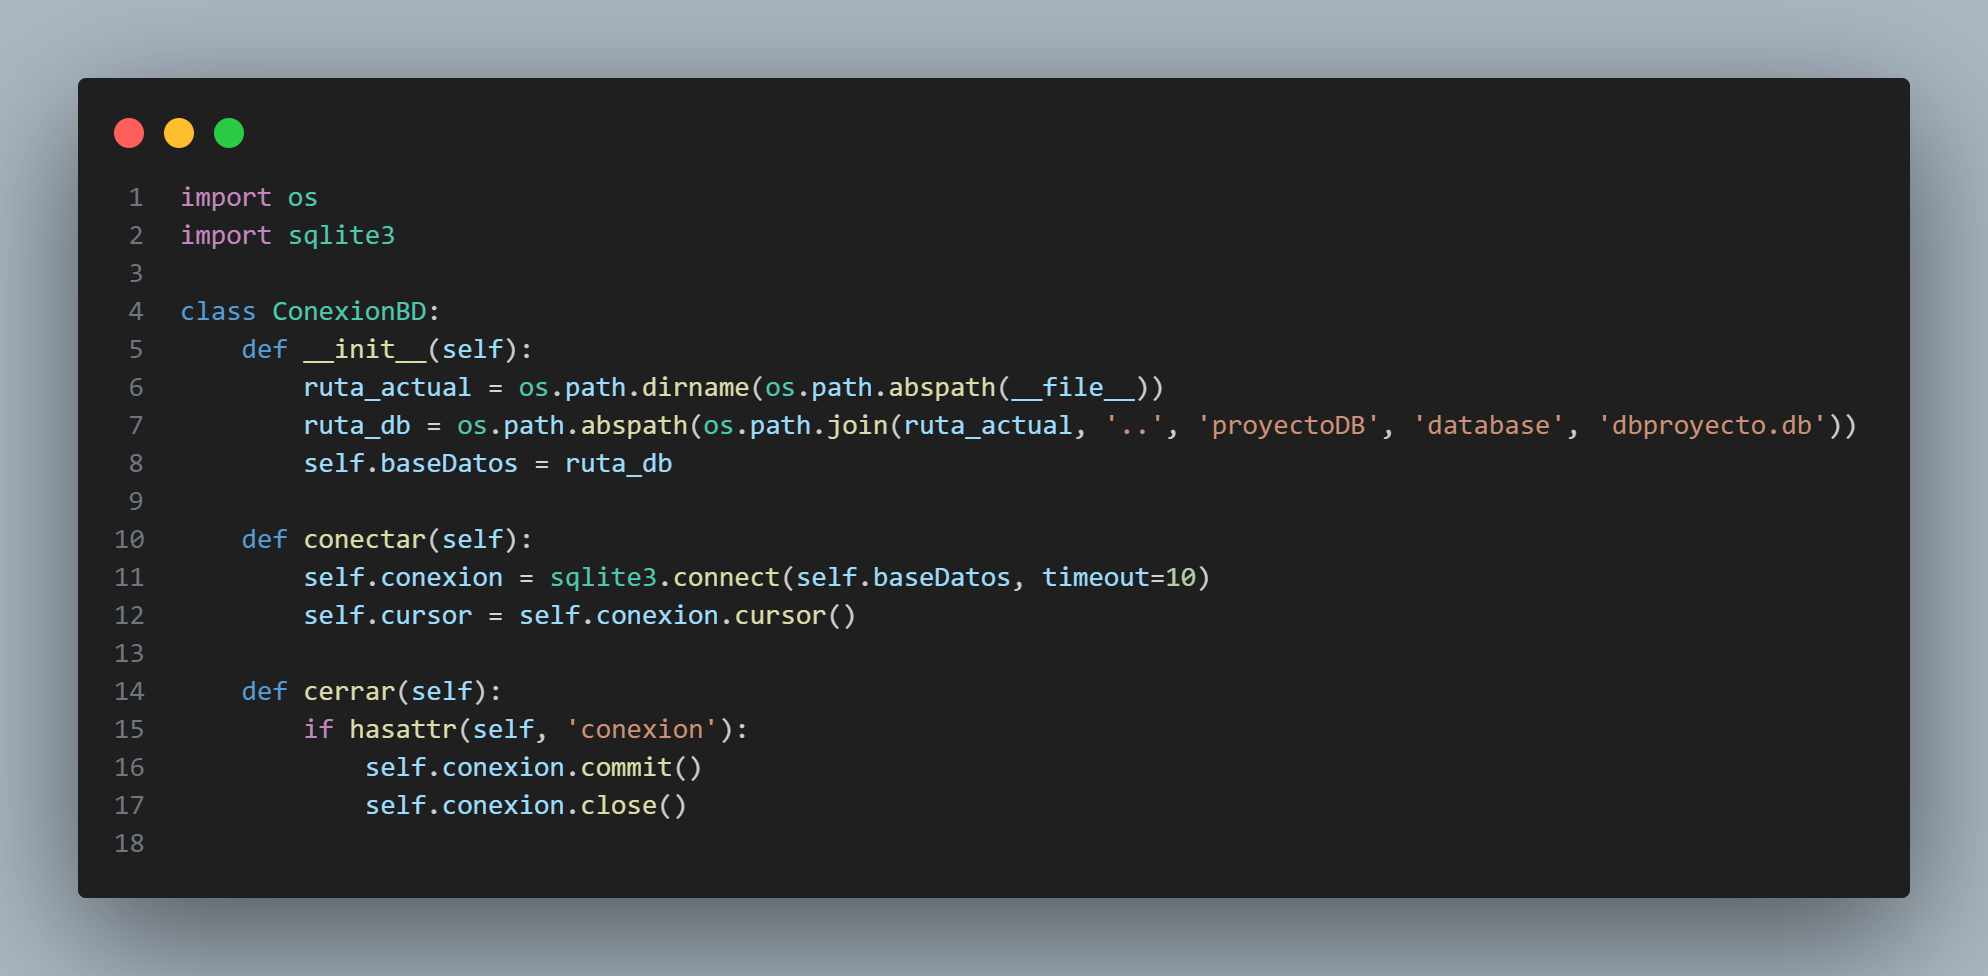 1 import os
2 import sqlite3
3
4 class ConexionBD:
5     def __init__(self):
6         ruta_actual = os.path.dirname(os.path.abspath(__file__))
7         ruta_db = os.path.abspath(os.path.join(ruta_actual, '..', 'proyectoDB', 'database', 'dbproyecto.db'))
8         self.baseDatos = ruta_db
9
10     def conectar(self):
11         self.conexion = sqlite3.connect(self.baseDatos, timeout=10)
12         self.cursor = self.conexion.cursor()
13
14     def cerrar(self):
15         if hasattr(self, 'conexion'):
16             self.conexion.commit()
17             self.conexion.close()
18